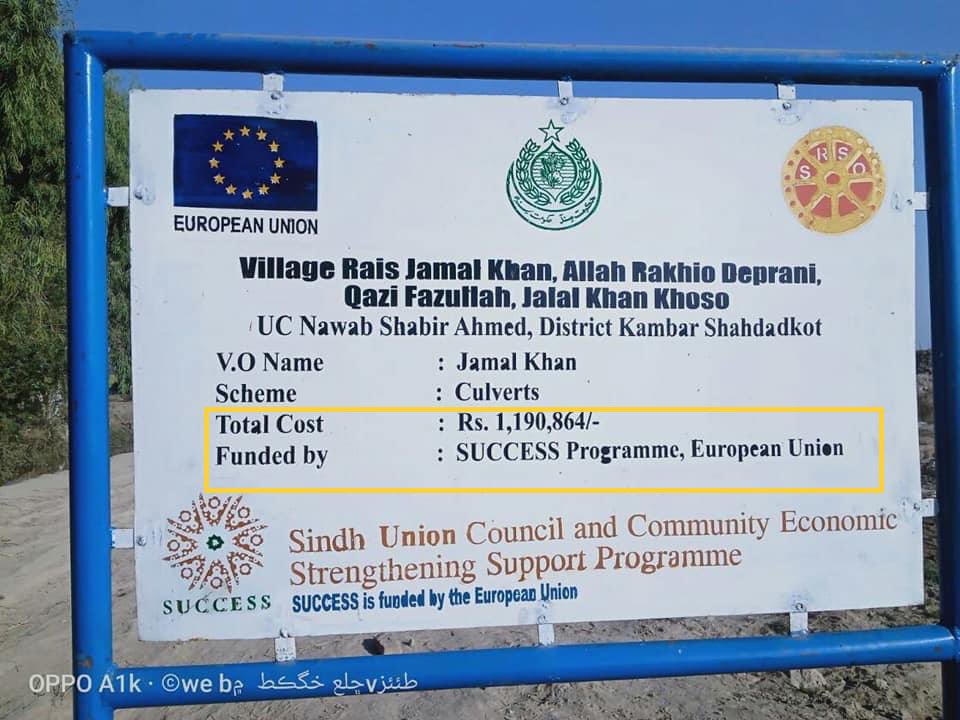 EUROPEAN UNION
SRSO
Village Rais Jamal Khan, Allah Rakhio Deprani,
Qazi Fazullah, Jalal Khan Khoso
UC Nawab Shabir Ahmed, District Kambar Shahdadkot
V.O Name : Jamal Khan
Scheme : Culverts
Total Cost : Rs. 1,190,864/-
Funded by : SUCCESS Programme, European Union
Sindh Union Council and Community Economic
Strengthening Support Programme
SUCCESS
SUCCESS is funded by the European Union
OPPO A1k · ©we b